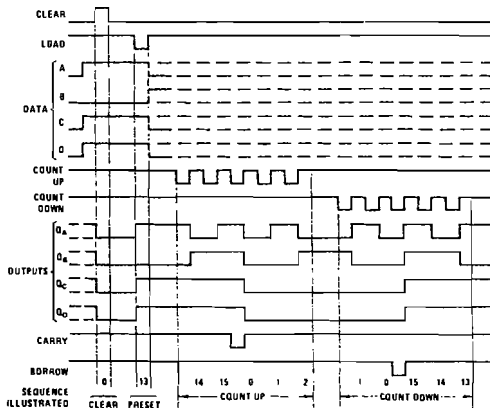 CLEAR
LOAD
A
B
DATA
C
D
COUNT
UP
COUNT
DOWN
QA
QB
OUTPUTS
QC
QD
CARRY
BORROW
0 13 14 15 0 1 2 1 0 15 14 13
SEQUENCE
ILLUSTRATED CLEAR PRESET COUNT UP COUNT DOWN